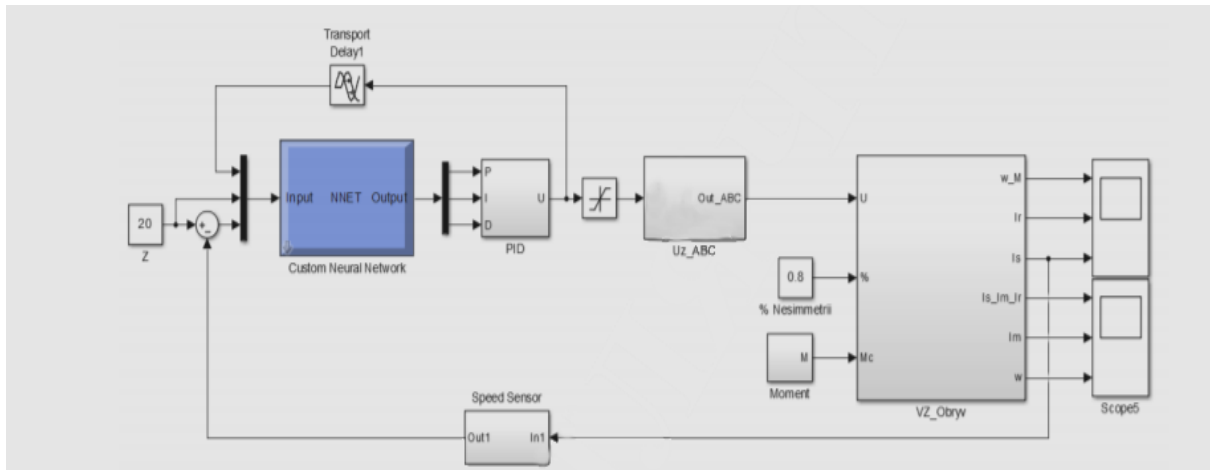 Transport
Delay1
Input NNET Output
Custom Neural Network
20
Z
P
I
D
U
PID
Out_ABC
Uz_ABC
0.8
% Nesimmetrii
M
Moment
U
%
Mc
w_M
Ir
Is
Is_Im_Ir
Im
w
VZ_Obryv
Scope5
Speed Sensor
Out1 In1